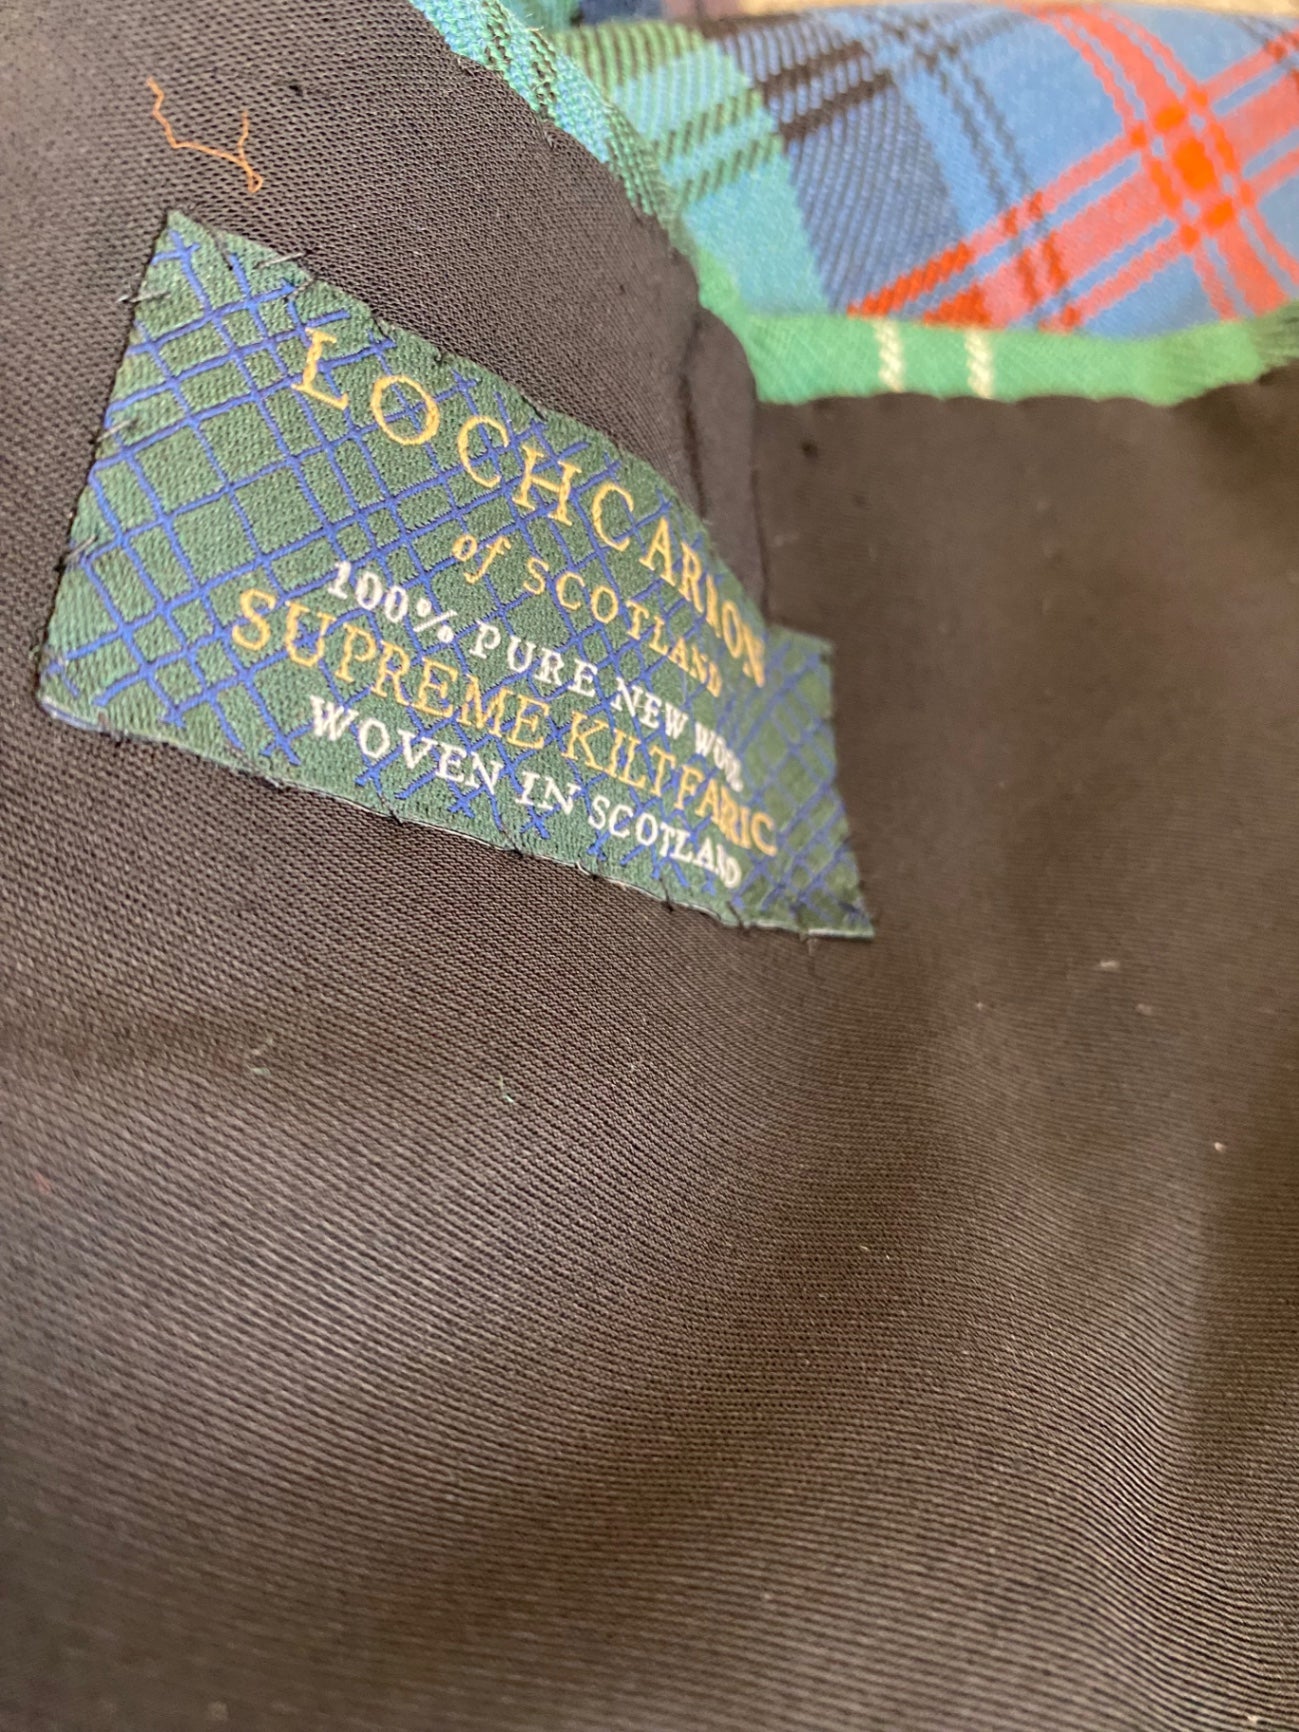 LOCHCARRON
of SCOTLAND
100% PURE NEW WOOL
SUPREME KILTFABRIC
WOVEN IN SCOTLAND